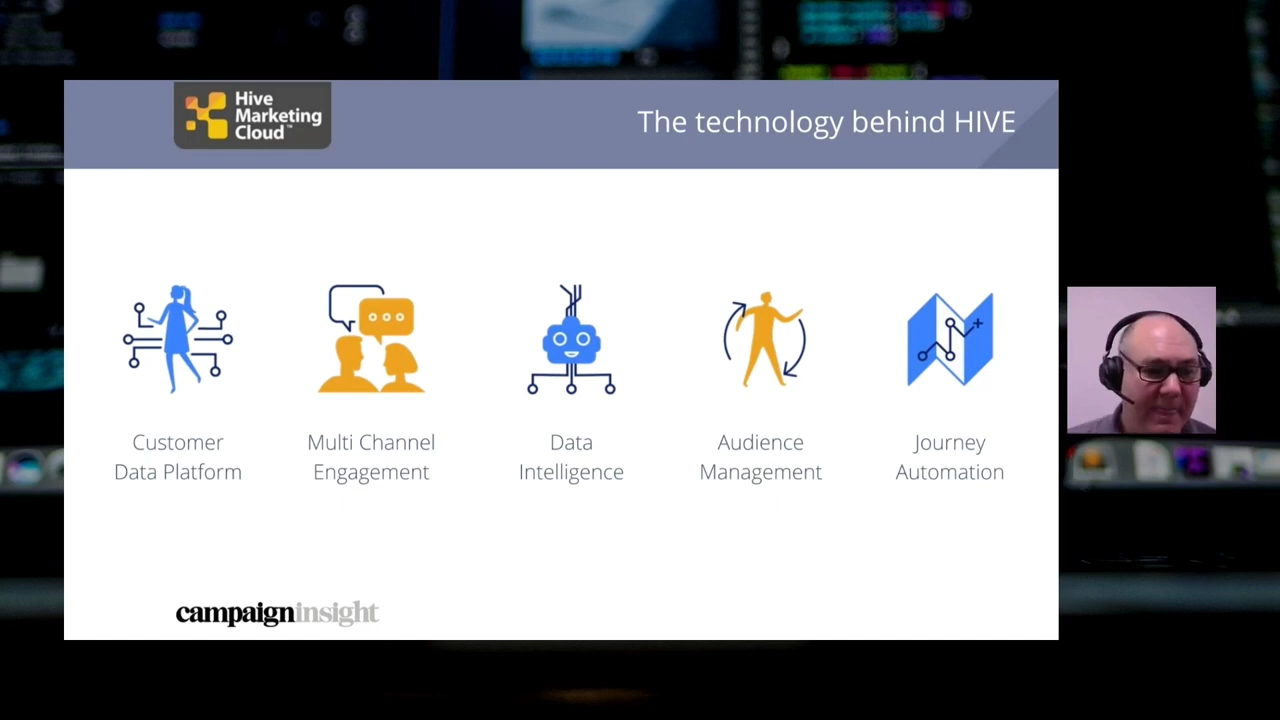 Hive
Marketing
Cloud™
The technology behind HIVE
Customer
Data Platform
Multi Channel
Engagement
Data
Intelligence
Audience
Management
Journey
Automation
campaigninsight